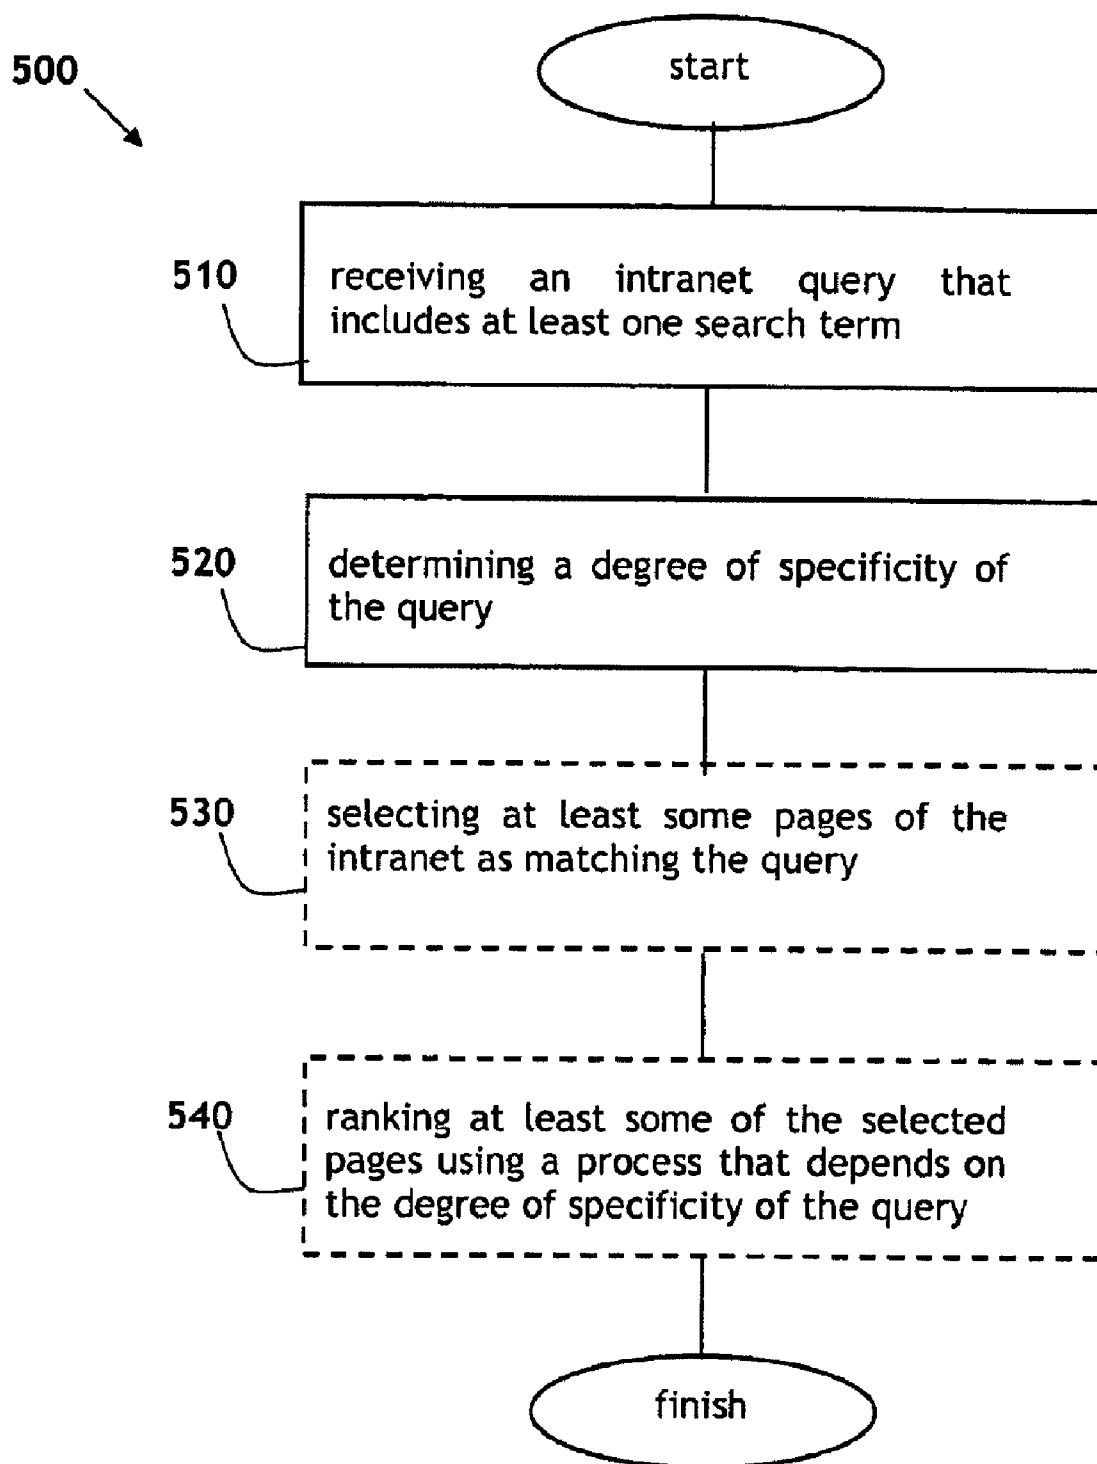 500
start
510
receiving an intranet query that
includes at least one search term
520
determining a degree of specificity of
the query
530
selecting at least some pages of the
intranet as matching the query
540
ranking at least some of the selected
pages using a process that depends on
the degree of specificity of the query
finish